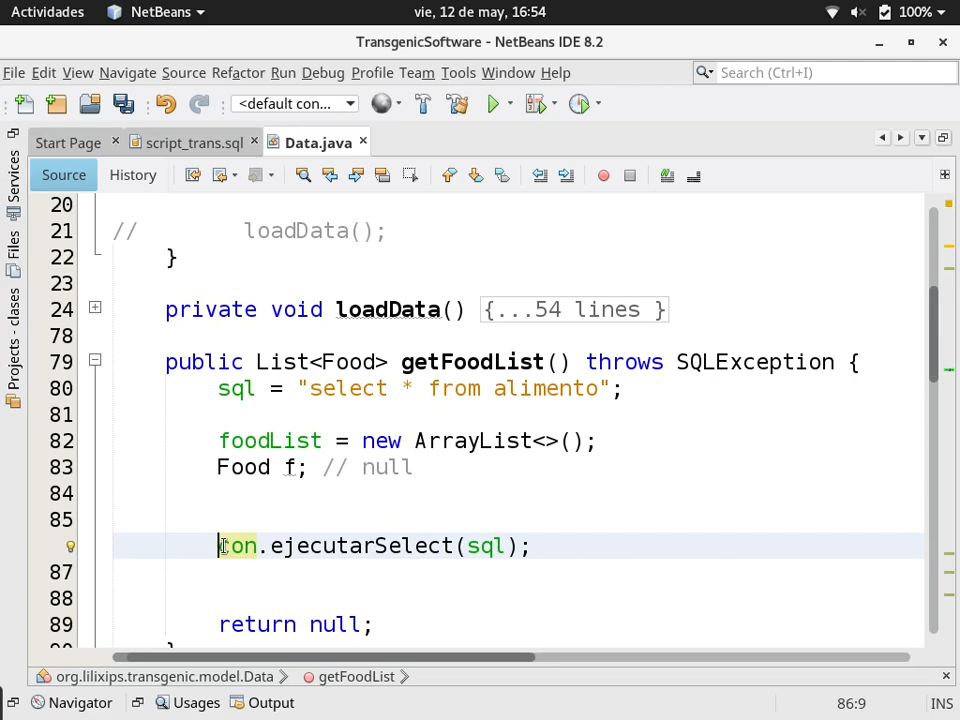 Actividades NetBeans vie, 12 de may, 16:54 100%
TransgenicSoftware - NetBeans IDE 8.2
File Edit View Navigate Source Refactor Run Debug Profile Team Tools Window Help Search (Ctrl+I)
<default con...
Start Page script_trans.sql Data.java
Source History
Services
Files
Projects - clases
20
21 // loadData();
22 }
23
24 private void loadData() {...54 lines }
78
79 public List<Food> getFoodList() throws SQLException {
80 sql = "select * from alimento";
81
82 foodList = new ArrayList<>();
83 Food f; // null
84
85
con.ejecutarSelect(sql);
87
88
89 return null;
90 }
org.lilixips.transgenic.model.Data getFoodList
Navigator Usages Output 86:9 INS